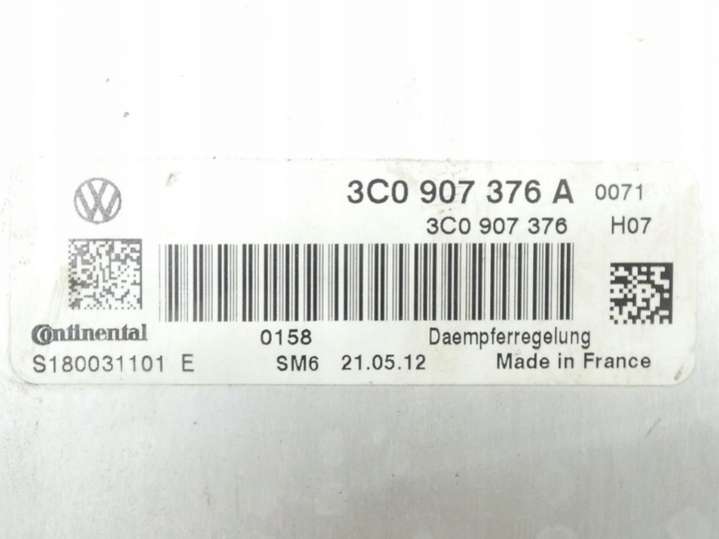 3C0 907 376 A 0071
3C0 907 376 H07
Continental 0158 Daempferregelung
S180031101 E SM6 21.05.12 Made in France